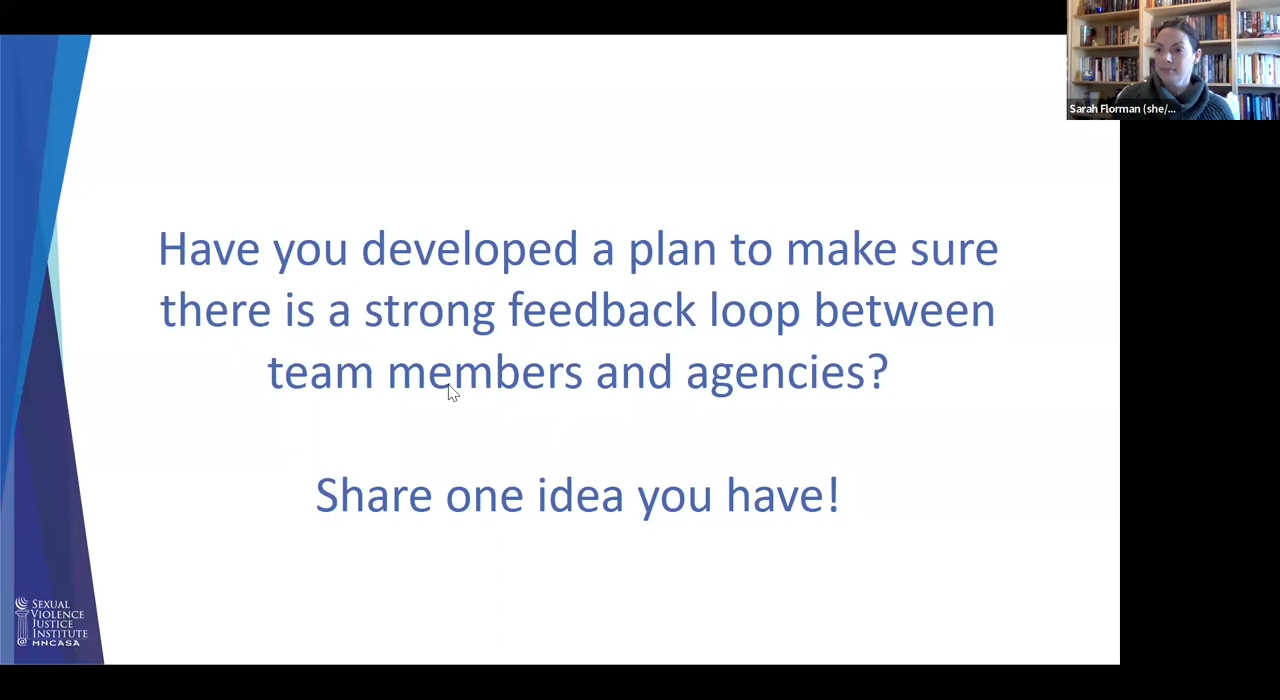 Sarah Florman (she/...
Have you developed a plan to make sure
there is a strong feedback loop between
team members and agencies?
Share one idea you have!
SEXUAL
VIOLENCE
JUSTICE
INSTITUTE
@ MNCASA